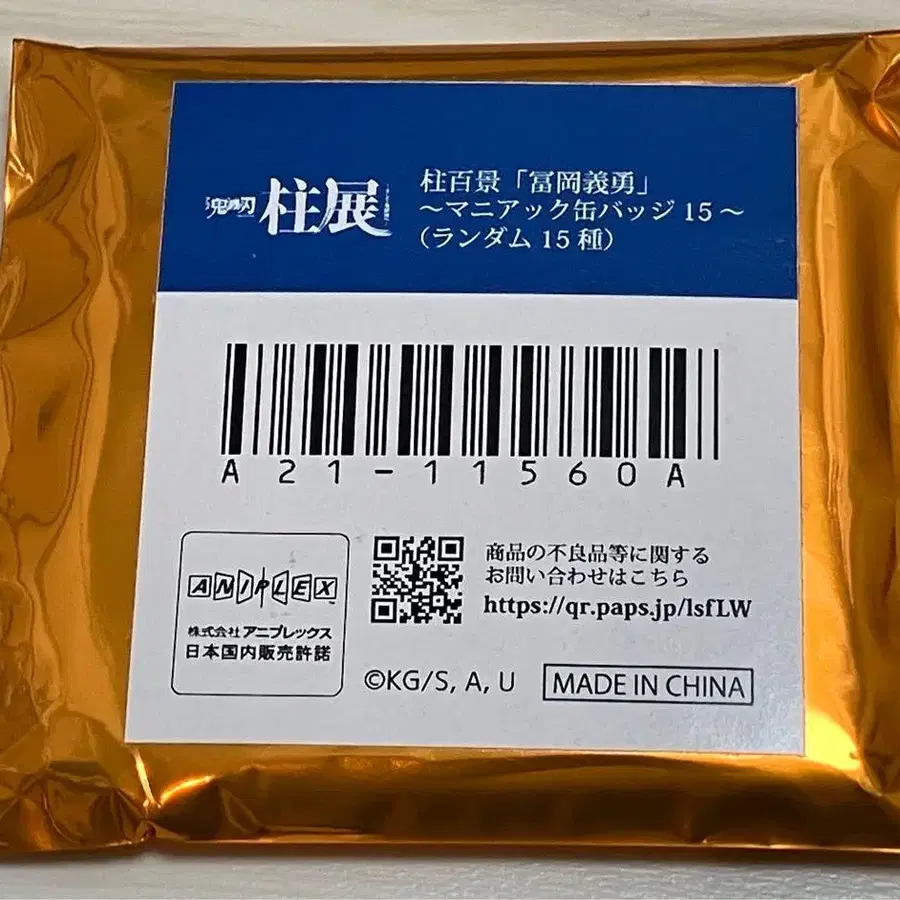 鬼滅の刃 柱展
柱百景「冨岡義勇」
～マニアック缶バッジ 15～
(ランダム 15 種)
A21-11560A
ANIPLEX
株式会社アニプレックス
日本国内販売許諾
商品の不良品等に関する
お問い合わせはこちら
https://qr.paps.jp/lsfLW
©KG/S, A, U
MADE IN CHINA